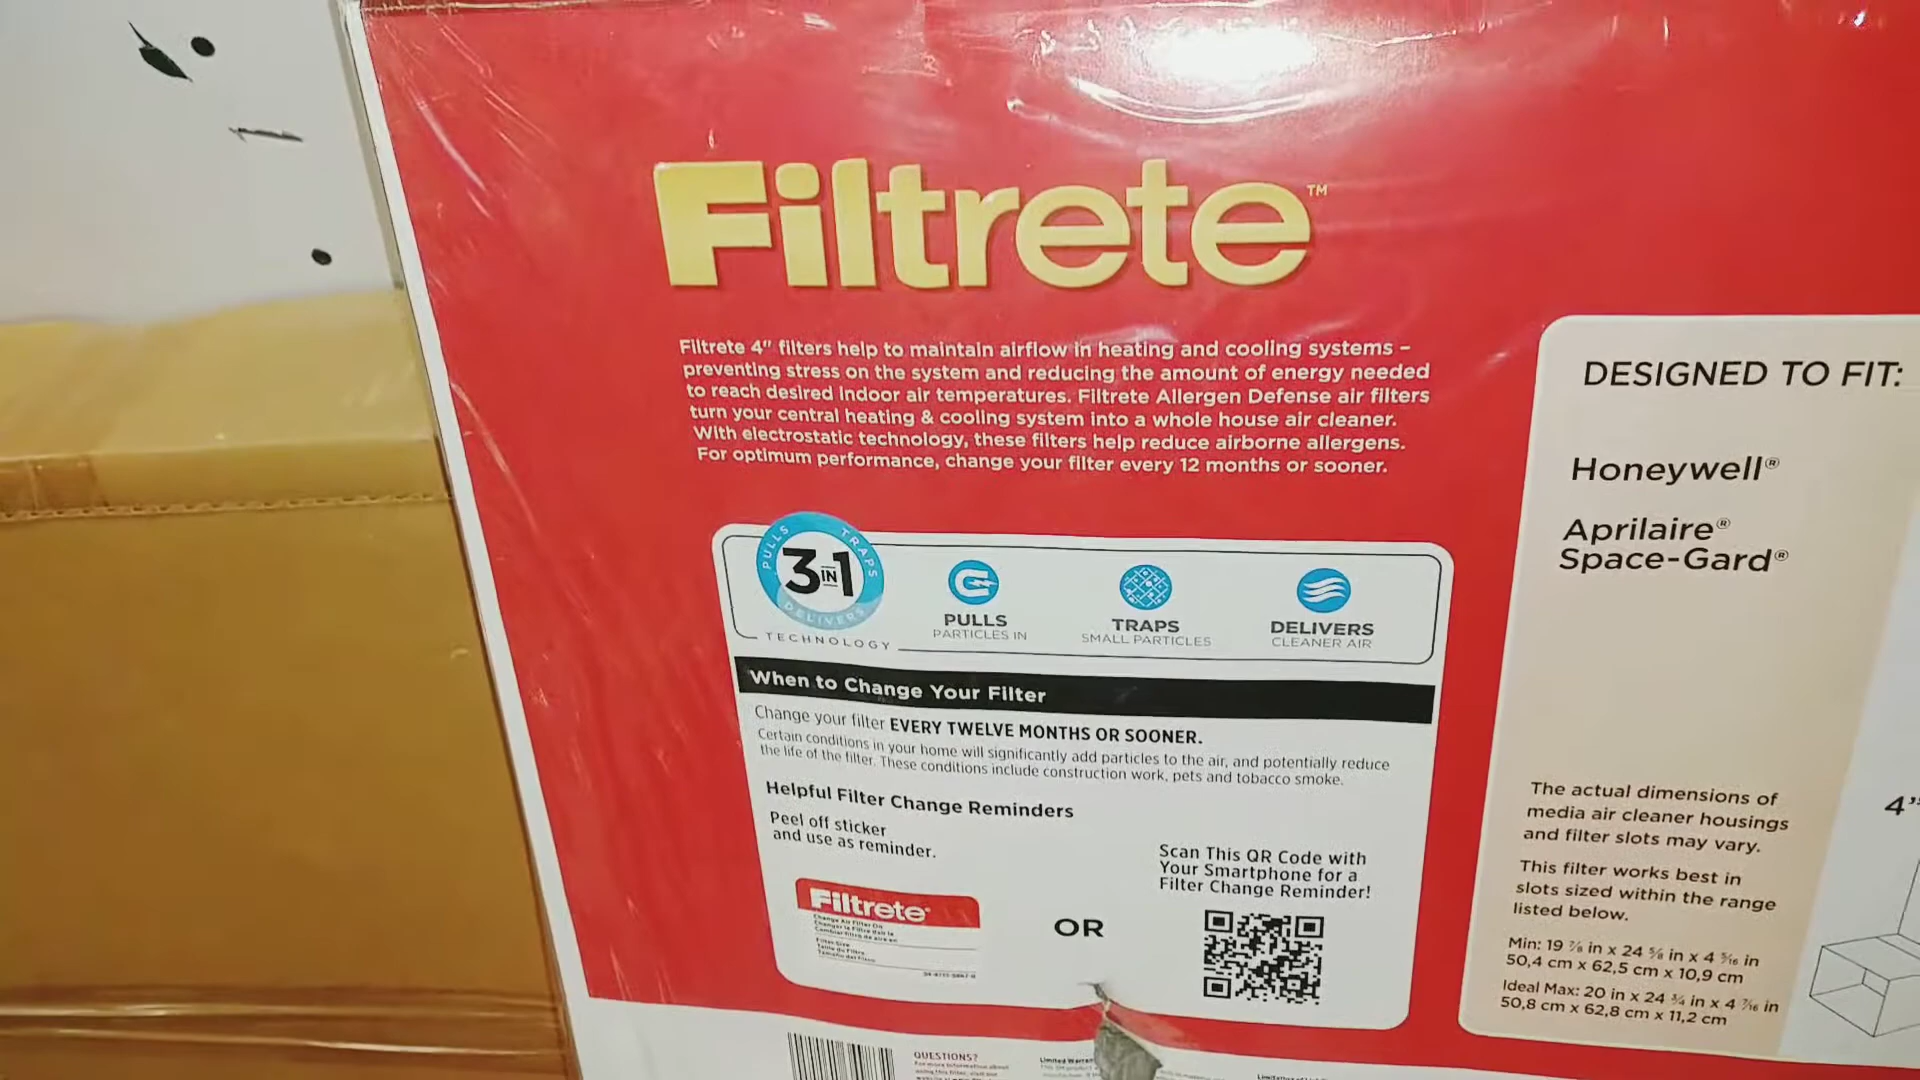 Filtrete™
Filtrete 4" filters help to maintain airflow in heating and cooling systems –
preventing stress on the system and reducing the amount of energy needed
to reach desired indoor air temperatures. Filtrete Allergen Defense air filters
turn your central heating & cooling system into a whole house air cleaner.
With electrostatic technology, these filters help reduce airborne allergens.
For optimum performance, change your filter every 12 months or sooner.
PULLS TRAPS DELIVERS
3 IN 1
TECHNOLOGY
PULLS
PARTICLES IN
TRAPS
SMALL PARTICLES
DELIVERS
CLEANER AIR
When to Change Your Filter
Change your filter EVERY TWELVE MONTHS OR SOONER.
Certain conditions in your home will significantly add particles to the air, and potentially reduce
the life of the filter. These conditions include construction work, pets and tobacco smoke.
Helpful Filter Change Reminders
Peel off sticker
and use as reminder.
Filtrete
OR
Scan This QR Code with
Your Smartphone for a
Filter Change Reminder!
QUESTIONS?
DESIGNED TO FIT:
Honeywell®
Aprilaire®
Space-Gard®
The actual dimensions of
media air cleaner housings
and filter slots may vary.
This filter works best in
slots sized within the range
listed below.
Min: 19 ⅞ in x 24 ⅝ in x 4 5/16 in
50,4 cm x 62,5 cm x 10,9 cm
Ideal Max: 20 in x 24 ¾ in x 4 7/16 in
50,8 cm x 62,8 cm x 11,2 cm
4"